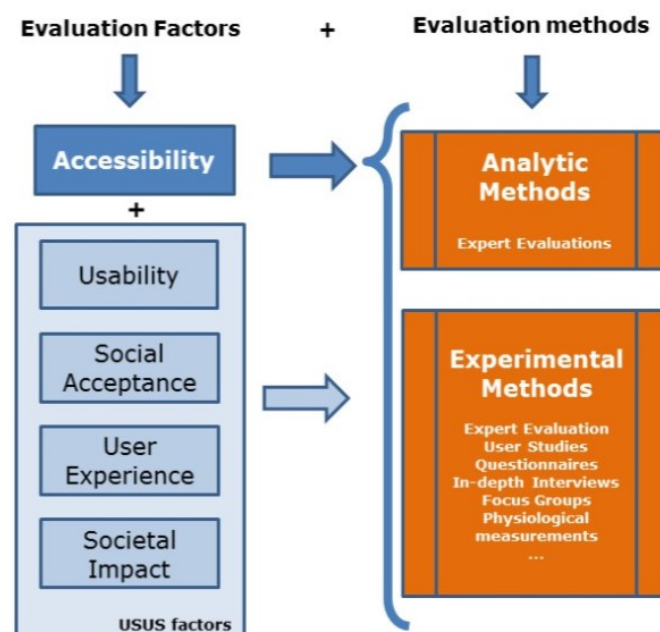 Evaluation Factors + Evaluation methods
Accessibility
+
Usability
Social
Acceptance
User
Experience
Societal
Impact
USUS factors
Analytic
Methods
Expert Evaluations
Experimental
Methods
Expert Evaluation
User Studies
Questionnaires
In-depth Interviews
Focus Groups
Physiological
measurements
...